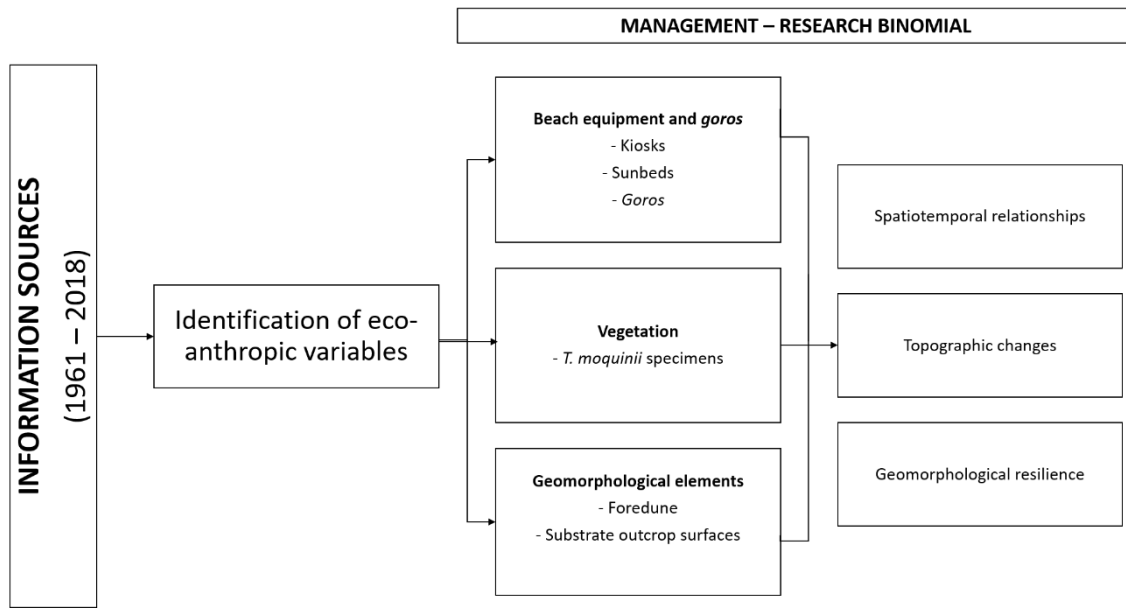 MANAGEMENT – RESEARCH BINOMIAL
INFORMATION SOURCES
(1961 – 2018)
Identification of eco-
anthropic variables
Beach equipment and goros
- Kiosks
- Sunbeds
- Goros
Vegetation
- T. moquinii specimens
Geomorphological elements
- Foredune
- Substrate outcrop surfaces
Spatiotemporal relationships
Topographic changes
Geomorphological resilience